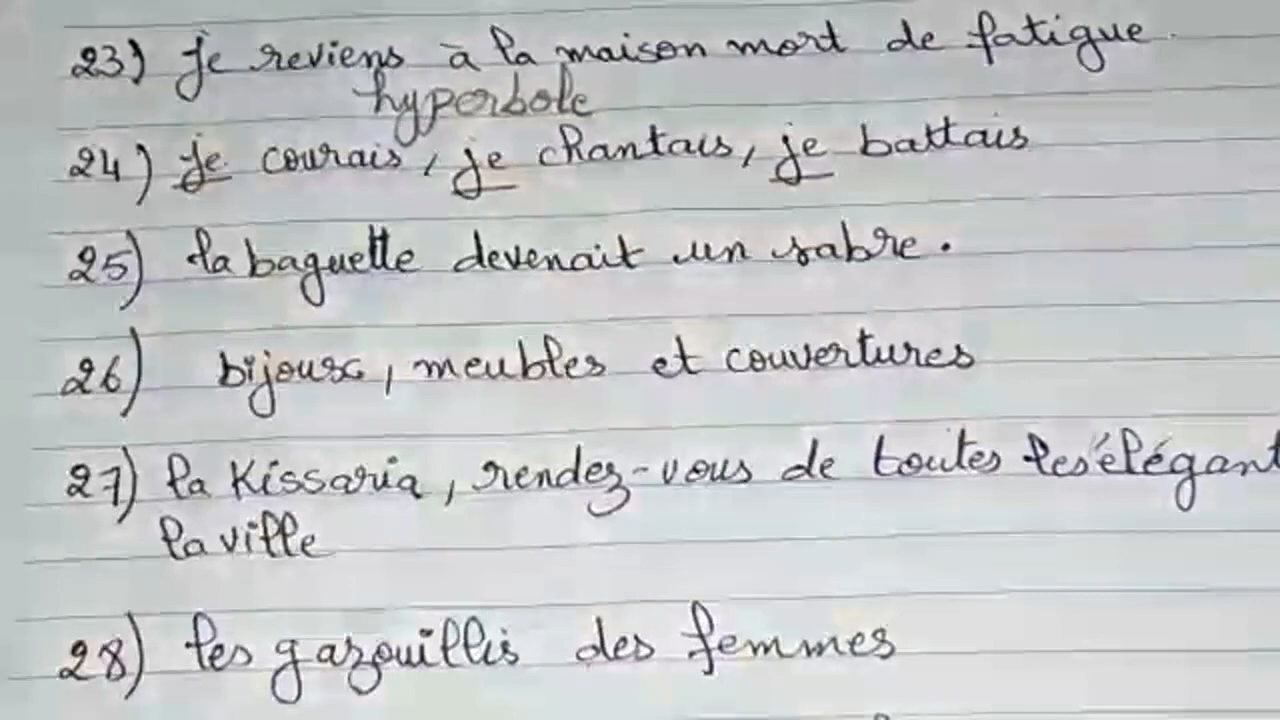 23) Je reviens à la maison mort de fatigue.
hyperbole
24) Je courais, je chantais, je battais
25) la baguette devenait un sabre.
26) bijoux, meubles et couvertures
27) la Kissaria, rendez-vous de toutes les élégant
la ville
28) les gazouillis des femmes